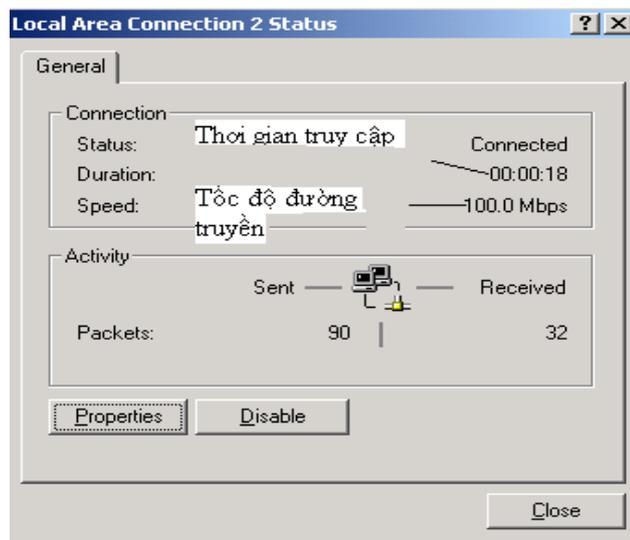 Local Area Connection 2 Status
General
Connection
Status: Connected
Thời gian truy cập
Duration: 00:00:18
Speed: 100.0 Mbps
Tốc độ đường
truyền
Activity
Sent Received
Packets: 90 32
Properties Disable
Close